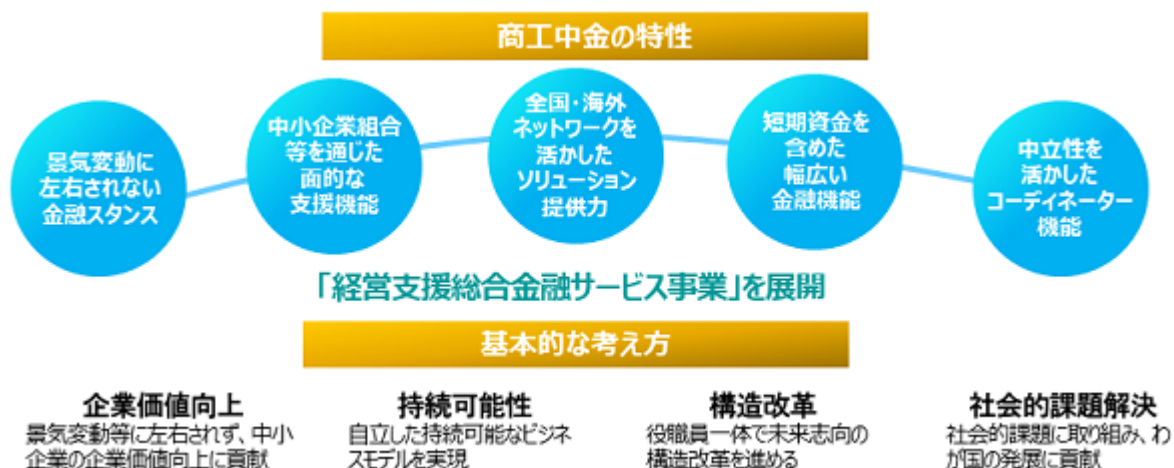 商工中金の特性
景気変動に
左右されない
金融スタンス
中小企業組合
等を通じた
面的な
支援機能
全国・海外
ネットワークを
活かした
ソリューション
提供力
短期資金を
含めた
幅広い
金融機能
中立性を
活かした
コーディネーター
機能
「経営支援総合金融サービス事業」を展開
基本的な考え方
企業価値向上
景気変動等に左右されず、中小
企業の企業価値向上に貢献
持続可能性
自立した持続可能なビジネ
スモデルを実現
構造改革
役職員一体で未来志向の
構造改革を進める
社会的課題解決
社会的課題に取り組み、わ
が国の発展に貢献